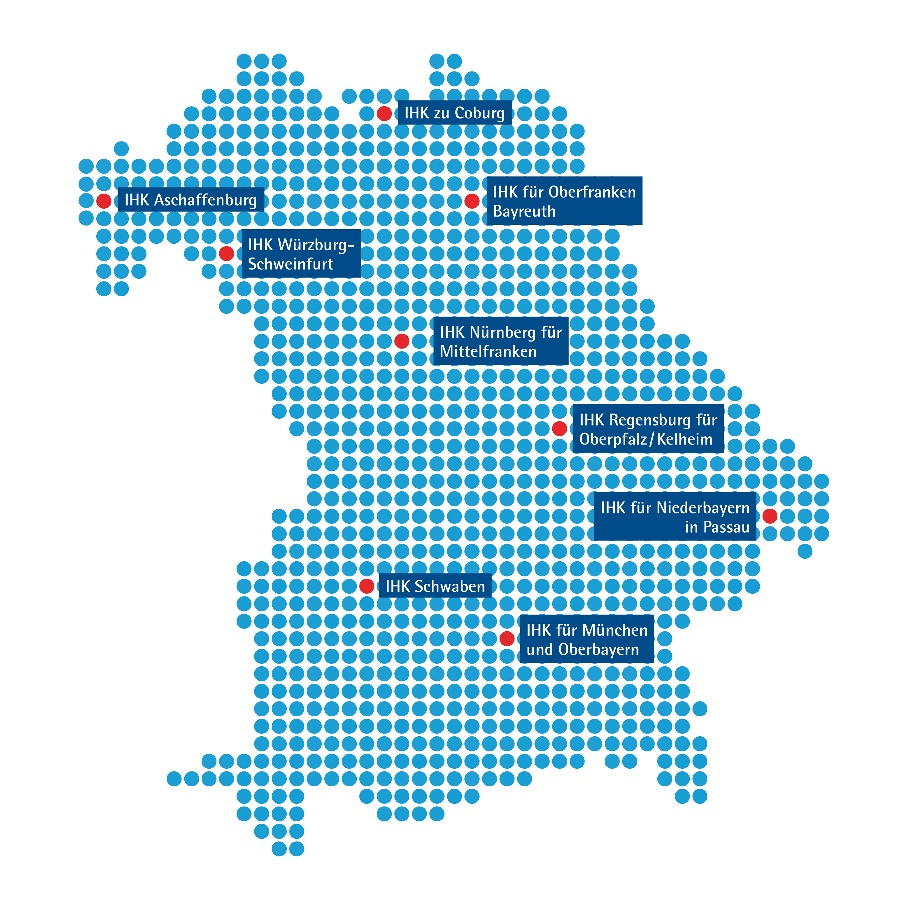 IHK zu Coburg
IHK für Oberfranken
Bayreuth
IHK Aschaffenburg
IHK Würzburg-
Schweinfurt
IHK Nürnberg für
Mittelfranken
IHK Regensburg für
Oberpfalz/Kelheim
IHK für Niederbayern
in Passau
IHK Schwaben
IHK für München
und Oberbayern